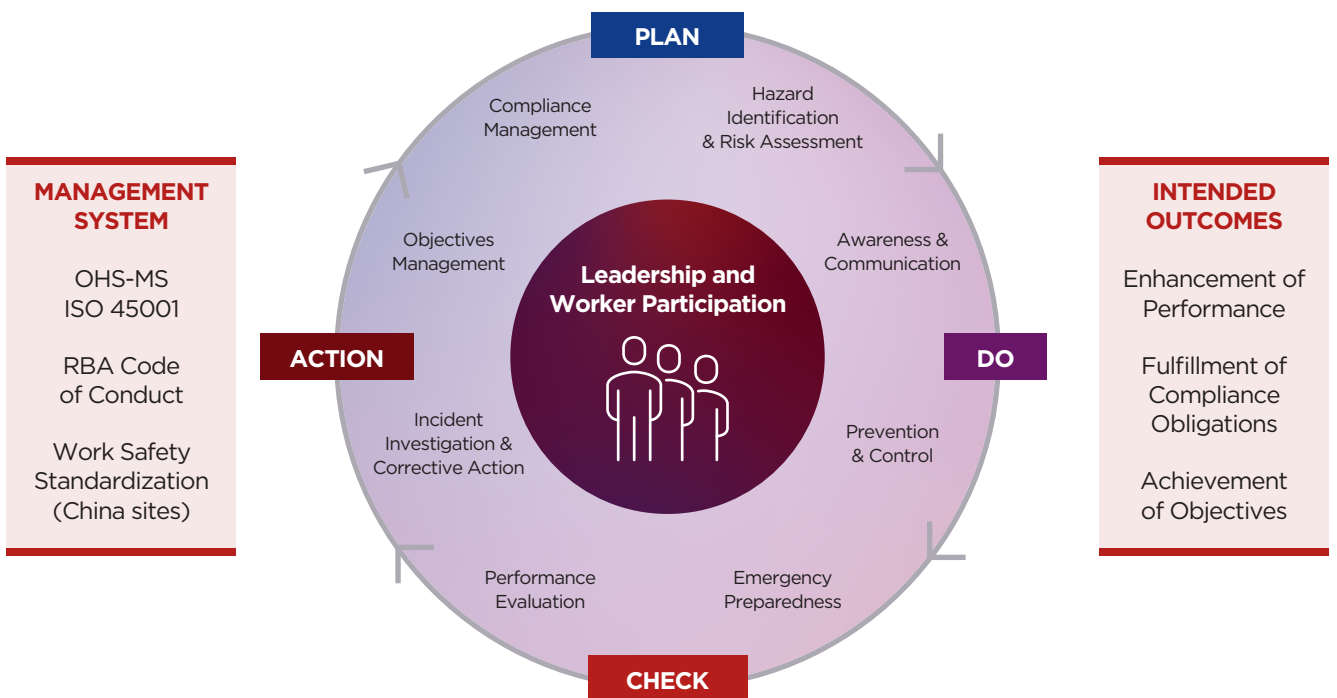 PLAN
Compliance
Management
Hazard
Identification
& Risk Assessment
MANAGEMENT
SYSTEM
OHS-MS
ISO 45001
RBA Code
of Conduct
Work Safety
Standardization
(China sites)
Objectives
Management
Leadership and
Worker Participation
Awareness &
Communication
ACTION
DO
Incident
Investigation &
Corrective Action
Prevention
& Control
Performance
Evaluation
Emergency
Preparedness
CHECK
INTENDED
OUTCOMES
Enhancement of
Performance
Fulfillment of
Compliance
Obligations
Achievement
of Objectives